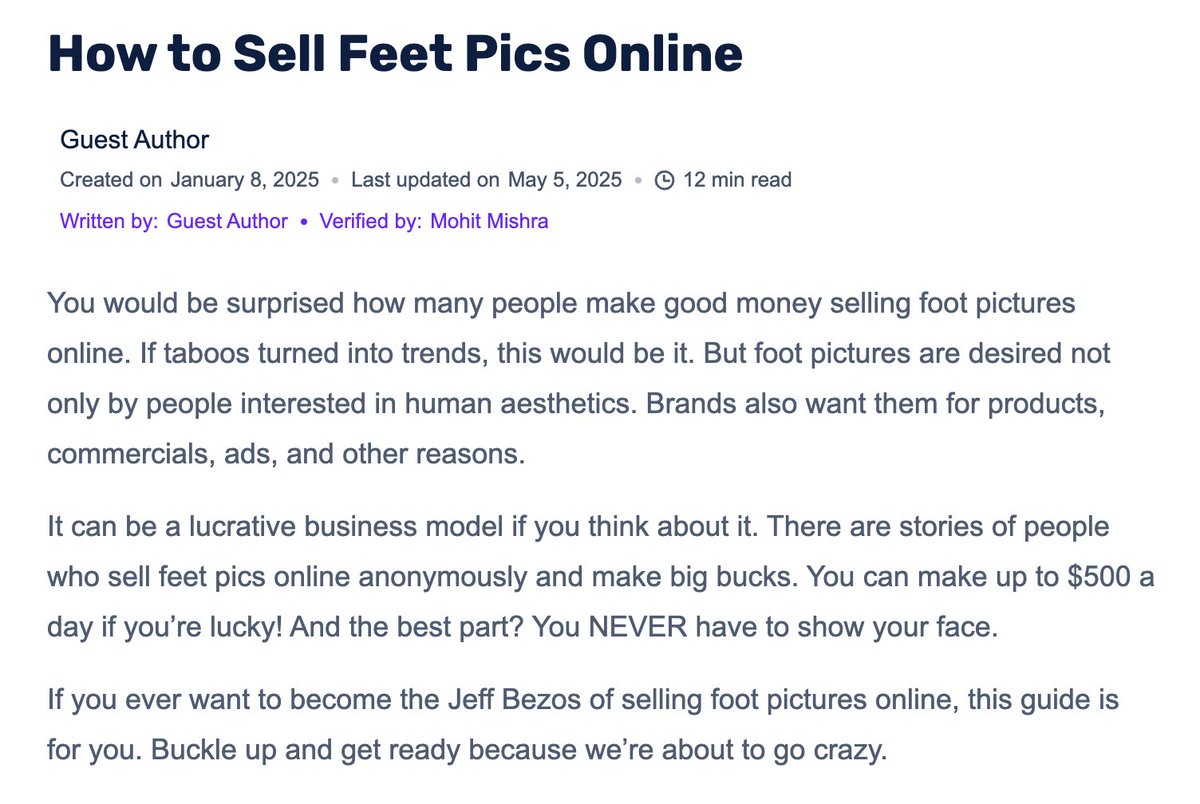 How to Sell Feet Pics Online
Guest Author
Created on January 8, 2025 • Last updated on May 5, 2025 • 12 min read
Written by: Guest Author • Verified by: Mohit Mishra
You would be surprised how many people make good money selling foot pictures
online. If taboos turned into trends, this would be it. But foot pictures are desired not
only by people interested in human aesthetics. Brands also want them for products,
commercials, ads, and other reasons.
It can be a lucrative business model if you think about it. There are stories of people
who sell feet pics online anonymously and make big bucks. You can make up to $500 a
day if you’re lucky! And the best part? You NEVER have to show your face.
If you ever want to become the Jeff Bezos of selling foot pictures online, this guide is
for you. Buckle up and get ready because we’re about to go crazy.